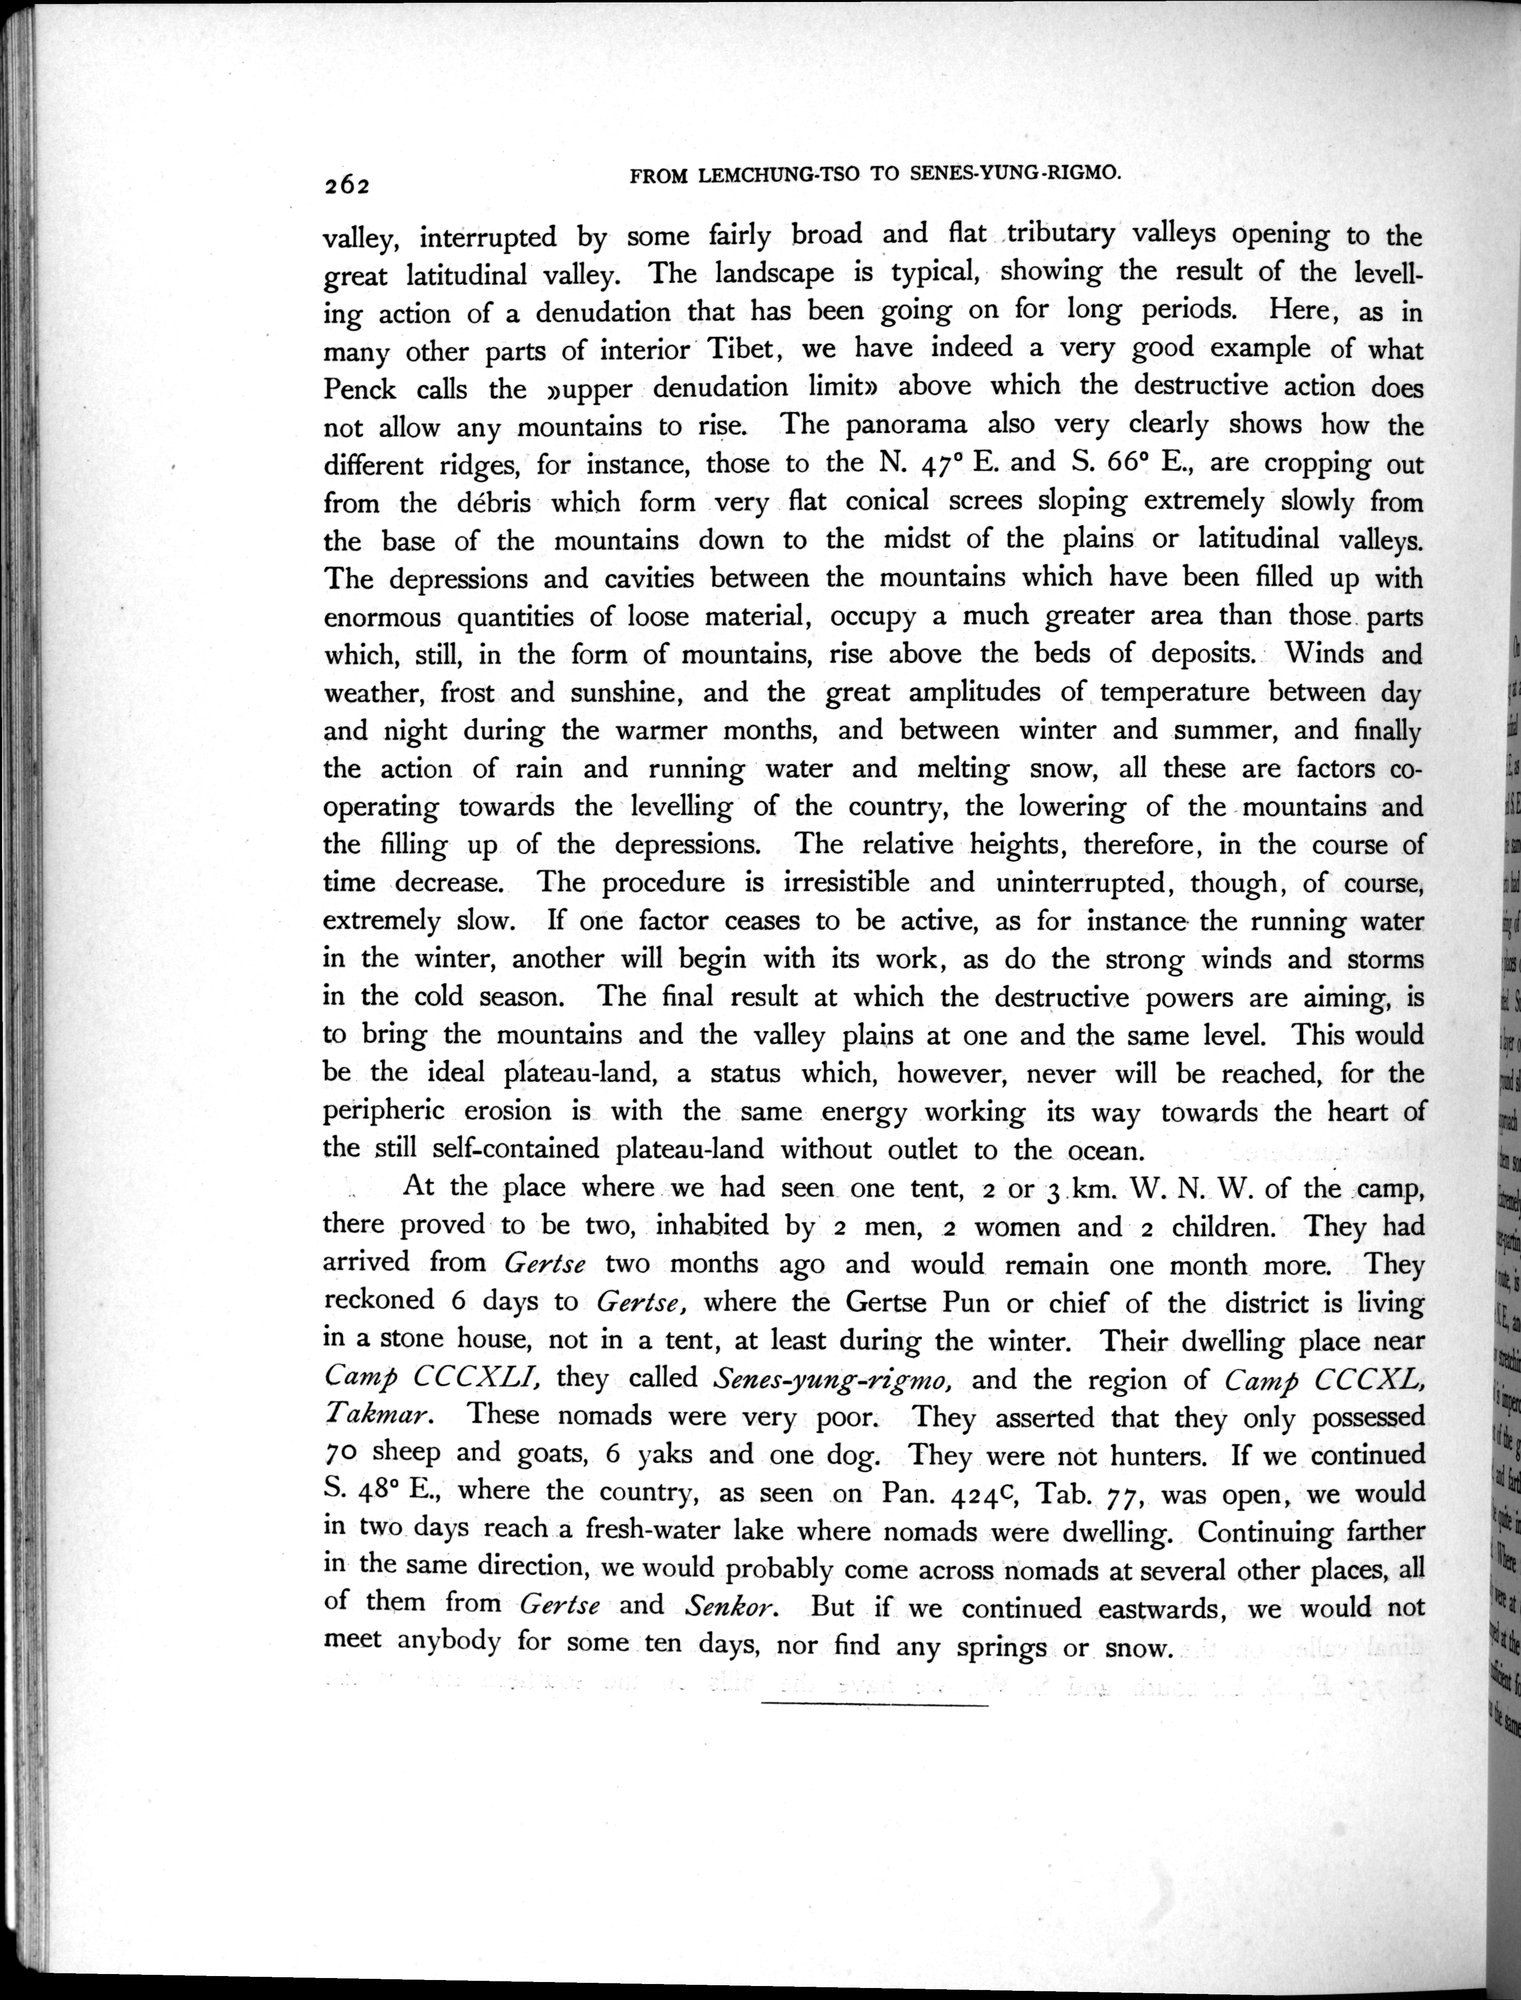 262
FROM LEMCHUNG-TSO TO SENES-YUNG-RIGMO.
valley, interrupted by some fairly broad and flat tributary valleys opening to the
great latitudinal valley. The landscape is typical, showing the result of the levell-
ing action of a denudation that has been going on for long periods. Here, as in
many other parts of interior Tibet, we have indeed a very good example of what
Penck calls the »upper denudation limit» above which the destructive action does
not allow any mountains to rise. The panorama also very clearly shows how the
different ridges, for instance, those to the N. 47° E. and S. 66° E., are cropping out
from the débris which form very flat conical screes sloping extremely slowly from
the base of the mountains down to the midst of the plains or latitudinal valleys.
The depressions and cavities between the mountains which have been filled up with
enormous quantities of loose material, occupy a much greater area than those parts
which, still, in the form of mountains, rise above the beds of deposits. Winds and
weather, frost and sunshine, and the great amplitudes of temperature between day
and night during the warmer months, and between winter and summer, and finally
the action of rain and running water and melting snow, all these are factors co-
operating towards the levelling of the country, the lowering of the mountains and
the filling up of the depressions. The relative heights, therefore, in the course of
time decrease. The procedure is irresistible and uninterrupted, though, of course,
extremely slow. If one factor ceases to be active, as for instance the running water
in the winter, another will begin with its work, as do the strong winds and storms
in the cold season. The final result at which the destructive powers are aiming, is
to bring the mountains and the valley plains at one and the same level. This would
be the ideal plateau-land, a status which, however, never will be reached, for the
peripheric erosion is with the same energy working its way towards the heart of
the still self-contained plateau-land without outlet to the ocean.
At the place where we had seen one tent, 2 or 3 km. W. N. W. of the camp,
there proved to be two, inhabited by 2 men, 2 women and 2 children. They had
arrived from Gertse two months ago and would remain one month more. They
reckoned 6 days to Gertse, where the Gertse Pun or chief of the district is living
in a stone house, not in a tent, at least during the winter. Their dwelling place near
Camp CCCXLI, they called Senes-yung-rigmo, and the region of Camp CCCXL,
Takmar. These nomads were very poor. They asserted that they only possessed
70 sheep and goats, 6 yaks and one dog. They were not hunters. If we continued
S. 48° E., where the country, as seen on Pan. 424C, Tab. 77, was open, we would
in two days reach a fresh-water lake where nomads were dwelling. Continuing farther
in the same direction, we would probably come across nomads at several other places, all
of them from Gertse and Senkor. But if we continued eastwards, we would not
meet anybody for some ten days, nor find any springs or snow.